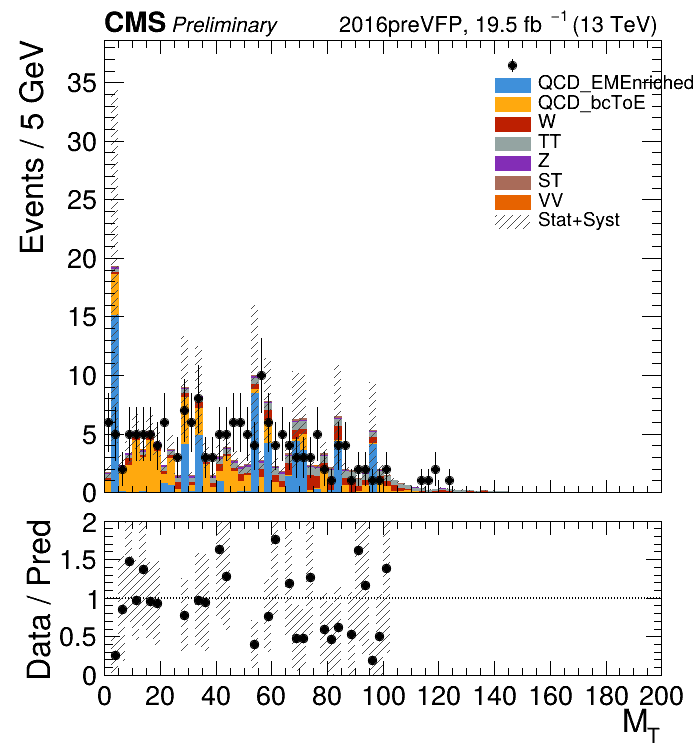 CMS Preliminary 2016preVFP, 19.5 fb⁻¹ (13 TeV)
Events / 5 GeV
35
30
25
20
15
10
5
0
QCD_EMEnriched
QCD_bcToE
W
TT
Z
ST
VV
Stat+Syst
Data / Pred
2
1.5
1
0.5
0
0 20 40 60 80 100 120 140 160 180 200
M_T